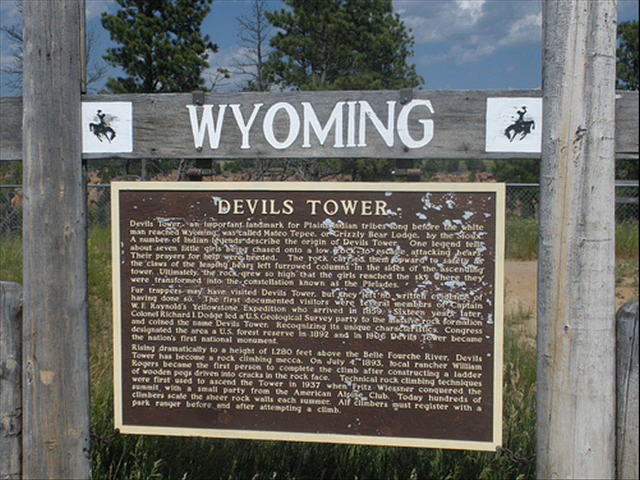 WYOMING
DEVILS TOWER
Devils Tower, an important landmark for Plains Indian tribes long before the white
man reached Wyoming, was called Mateo Tepee, or Grizzly Bear Lodge, by the Sioux.
A number of Indian legends describe the origin of Devils Tower. One legend tells
about seven little girls being chased onto a low rock to escape attacking bears.
Their prayers for help were heeded. The rock carried them upward to safety as
the claws of the leaping bears left furrowed columns in the sides of the ascending
tower. Ultimately, the rock grew so high that the girls reached the sky where they
were transformed into the constellation known as the Pleiades.
Fur trappers may have visited Devils Tower, but they left no written evidence of
having done so. The first documented visitors were several members of Captain
W. F. Raynold's Yellowstone Expedition who arrived in 1859. Sixteen years later,
Colonel Richard I. Dodge led a U.S. Geological Survey party to the massive rock formation
and coined the name Devils Tower. Recognizing its unique characteristics, Congress
designated the area a U.S. forest reserve in 1892 and in 1906 Devils Tower became
the nation's first national monument.
Rising dramatically to a height of 1,280 feet above the Belle Fourche River, Devils
Tower has become a rock climbing mecca. On July 4, 1893, local rancher William
Rogers became the first person to complete the climb after constructing a ladder
of wooden pegs driven into cracks in the rock face. Technical rock climbing techniques
were first used to ascend the Tower in 1937 when Fritz Wiessner conquered the
summit with a small party from the American Alpine Club. Today hundreds of
climbers scale the sheer rock walls each summer. All climbers must register with a
park ranger before and after attempting a climb.